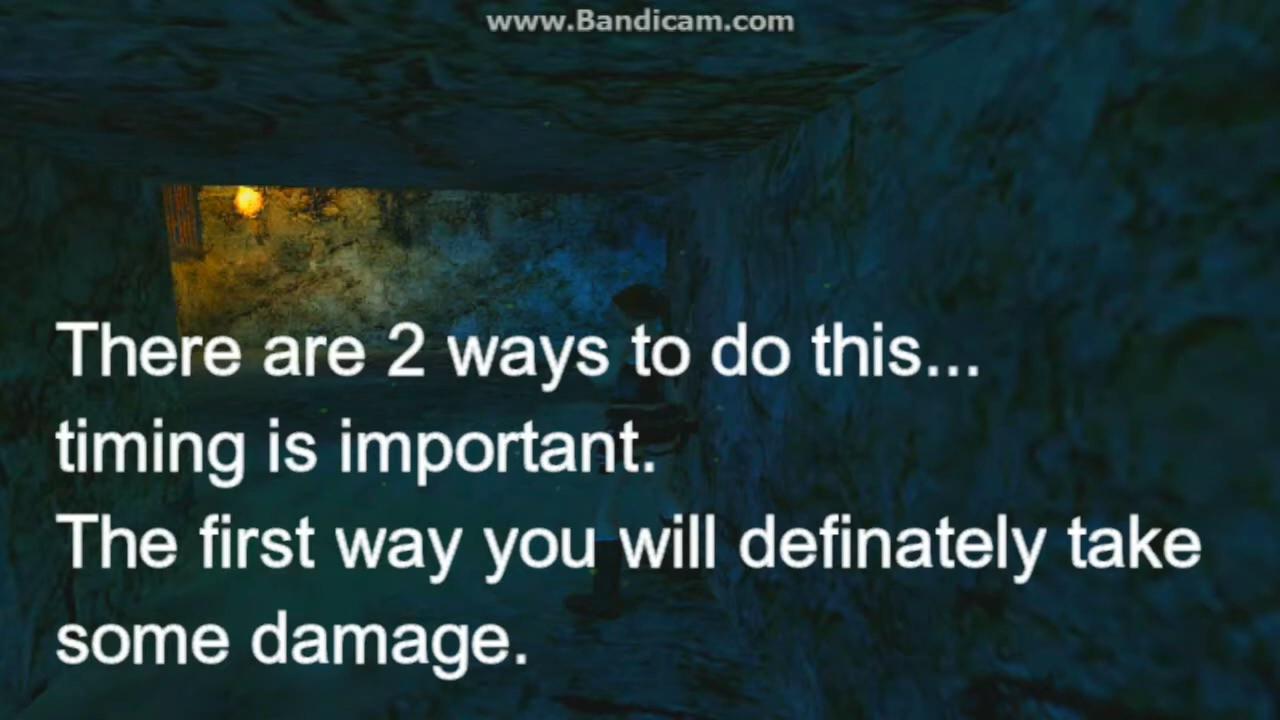 www.Bandicam.com
There are 2 ways to do this...
timing is important.
The first way you will definately take
some damage.